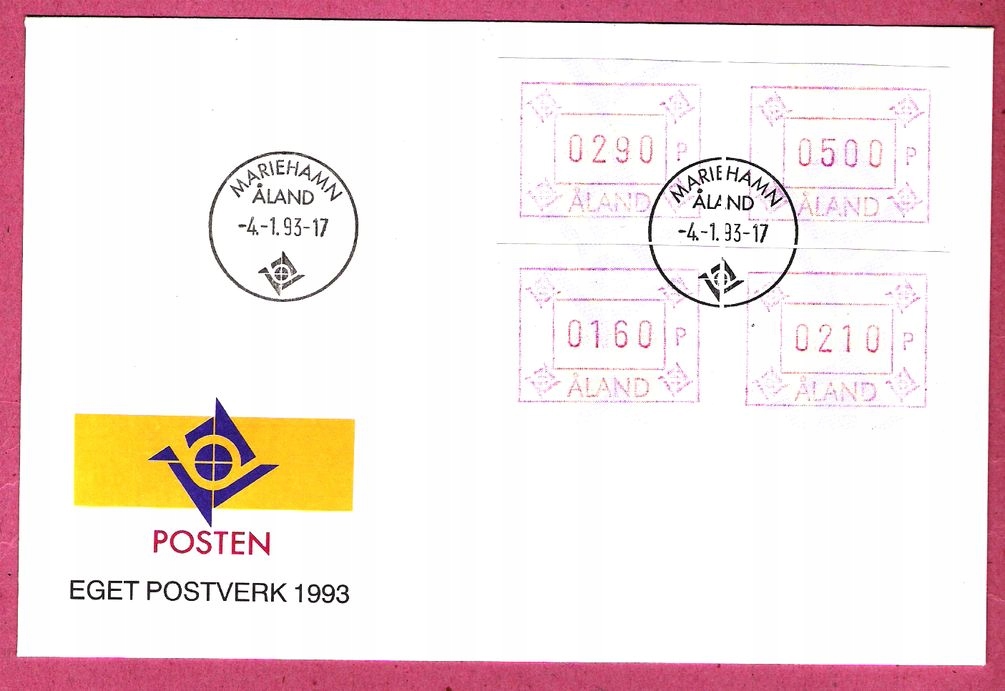 MARIEHAMN
ÅLAND
-4.-1.93-17
0290 P
ÅLAND
0500 P
ÅLAND
MARIEHAMN
ÅLAND
-4.-1.93-17
0160 P
ÅLAND
0210 P
ÅLAND
POSTEN
EGET POSTVERK 1993